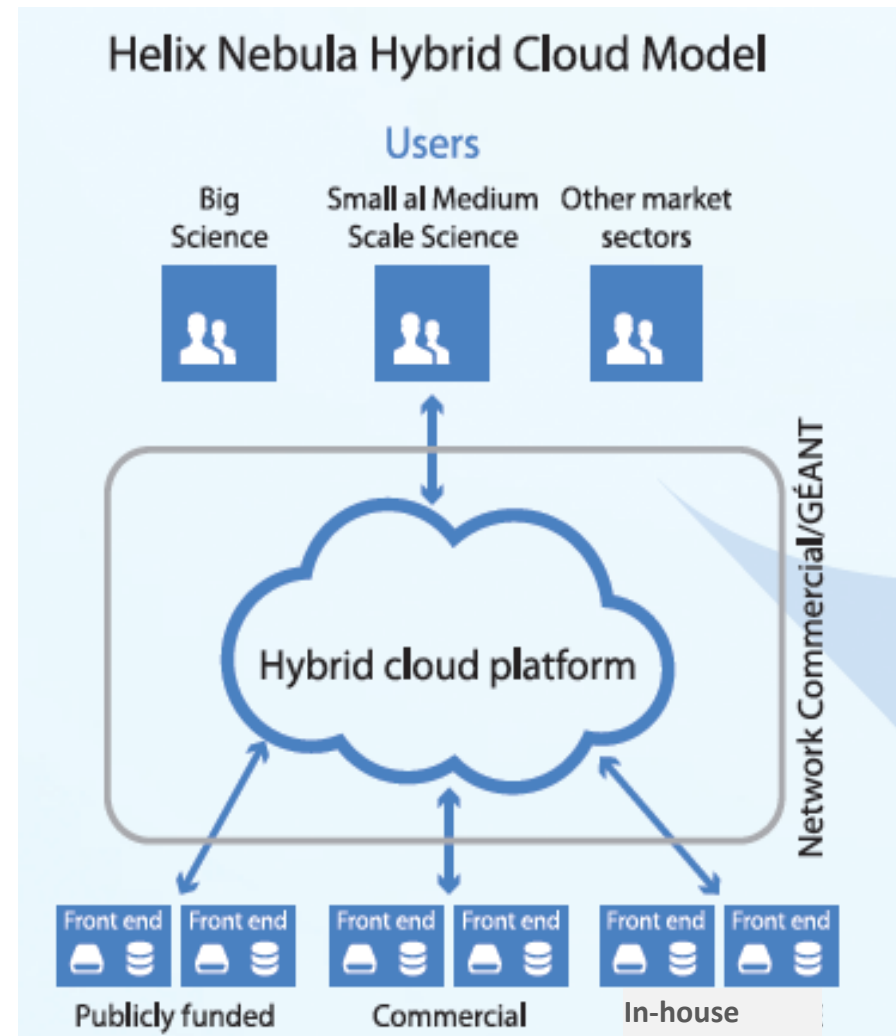 Helix Nebula Hybrid Cloud Model
Users
Big
Science
Small al Medium
Scale Science
Other market
sectors
Network Commercial/GÉANT
Hybrid cloud platform
Front end
Front end
Front end
Front end
Front end
Front end
Publicly funded
Commercial
In-house